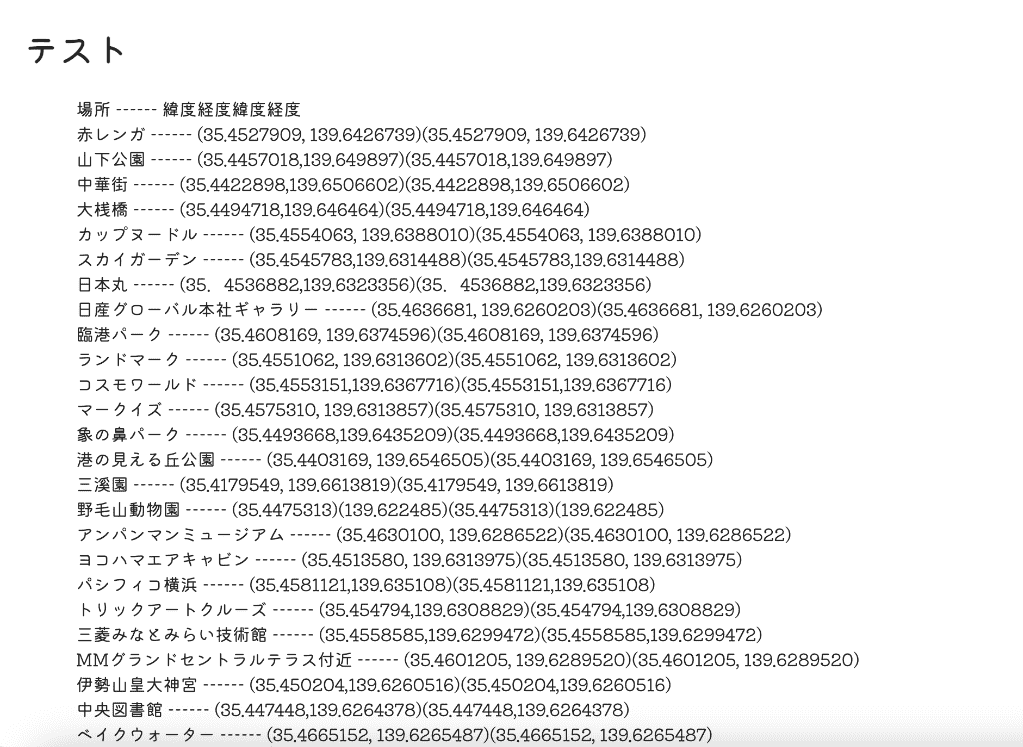 テスト
場所 ------ 緯度経度緯度経度
赤レンガ ------ (35.4527909, 139.6426739)(35.4527909, 139.6426739)
山下公園 ------ (35.4457018,139.649897)(35.4457018,139.649897)
中華街 ------ (35.4422898,139.6506602)(35.4422898,139.6506602)
大桟橋 ------ (35.4494718,139.646464)(35.4494718,139.646464)
カップヌードル ------ (35.4554063, 139.6388010)(35.4554063, 139.6388010)
スカイガーデン ------ (35.4545783,139.6314488)(35.4545783,139.6314488)
日本丸 ------ (35．4536882,139.6323356)(35．4536882,139.6323356)
日産グローバル本社ギャラリー ------ (35.4636681, 139.6260203)(35.4636681, 139.6260203)
臨港パーク ------ (35.4608169, 139.6374596)(35.4608169, 139.6374596)
ランドマーク ------ (35.4551062, 139.6313602)(35.4551062, 139.6313602)
コスモワールド ------ (35.4553151,139.6367716)(35.4553151,139.6367716)
マークイズ ------ (35.4575310, 139.6313857)(35.4575310, 139.6313857)
象の鼻パーク ------ (35.4493668,139.6435209)(35.4493668,139.6435209)
港の見える丘公園 ------ (35.4403169, 139.6546505)(35.4403169, 139.6546505)
三溪園 ------ (35.4179549, 139.6613819)(35.4179549, 139.6613819)
野毛山動物園 ------ (35.4475313)(139.622485)(35.4475313)(139.622485)
アンパンマンミュージアム ------ (35.4630100, 139.6286522)(35.4630100, 139.6286522)
ヨコハマエアキャビン ------ (35.4513580, 139.6313975)(35.4513580, 139.6313975)
パシフィコ横浜 ------ (35.4581121,139.635108)(35.4581121,139.635108)
トリックアートクルーズ ------ (35.454794,139.6308829)(35.454794,139.6308829)
三菱みなとみらい技術館 ------ (35.4558585,139.6299472)(35.4558585,139.6299472)
MMグランドセントラルテラス付近 ------ (35.4601205, 139.6289520)(35.4601205, 139.6289520)
伊勢山皇大神宮 ------ (35.450204,139.6260516)(35.450204,139.6260516)
中央図書館 ------ (35.447448,139.6264378)(35.447448,139.6264378)
ベイクウォーター ------ (35.4665152, 139.6265487)(35.4665152, 139.6265487)